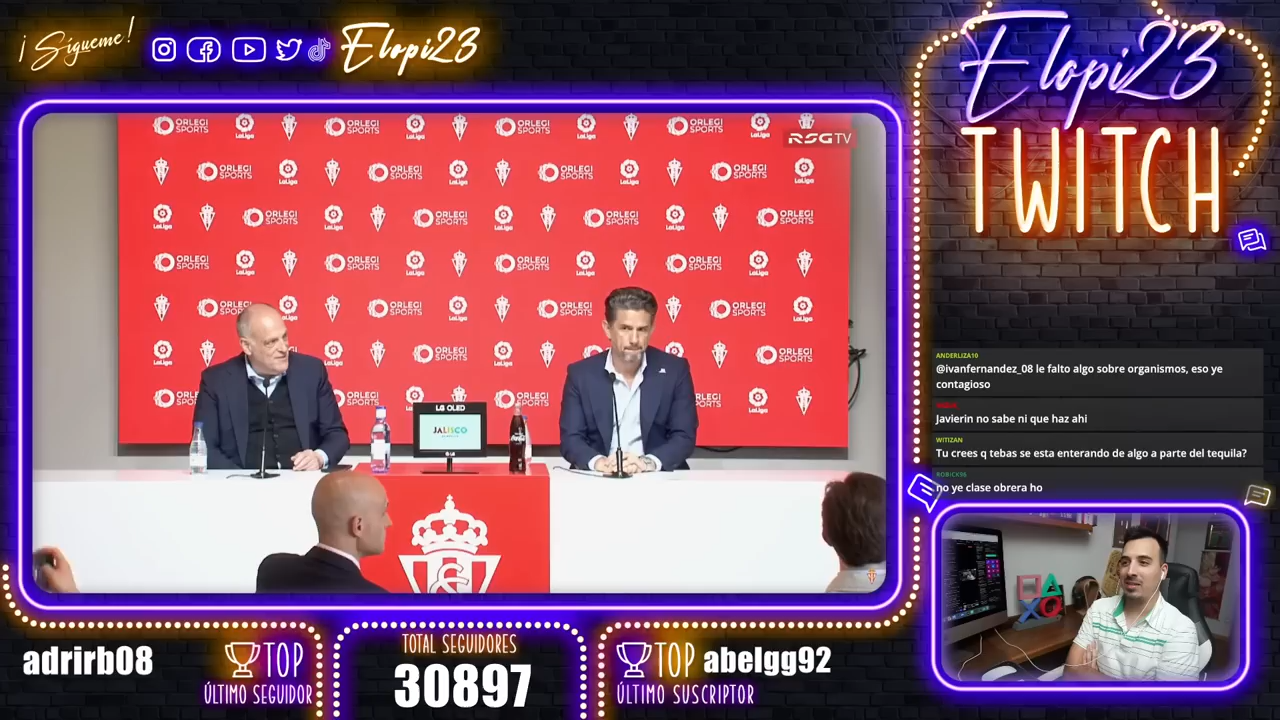 ¡Sígueme!
Elopi23
Elopi23
TWITCH
ORLEGI SPORTS
LaLiga
RSGTV
LG OLED
JALISCO
LG
ANDERLIZA10
@ivanfernandez_08 le falto algo sobre organismos, eso ye
contagioso
Javierin no sabe ni que haz ahi
WITIZAN
Tu crees q tebas se esta enterando de algo a parte del tequila?
no ye clase obrera ho
adrirb08
TOP
ÚLTIMO SEGUIDOR
TOTAL SEGUIDORES
30897
TOP
abelgg92
ÚLTIMO SUSCRIPTOR